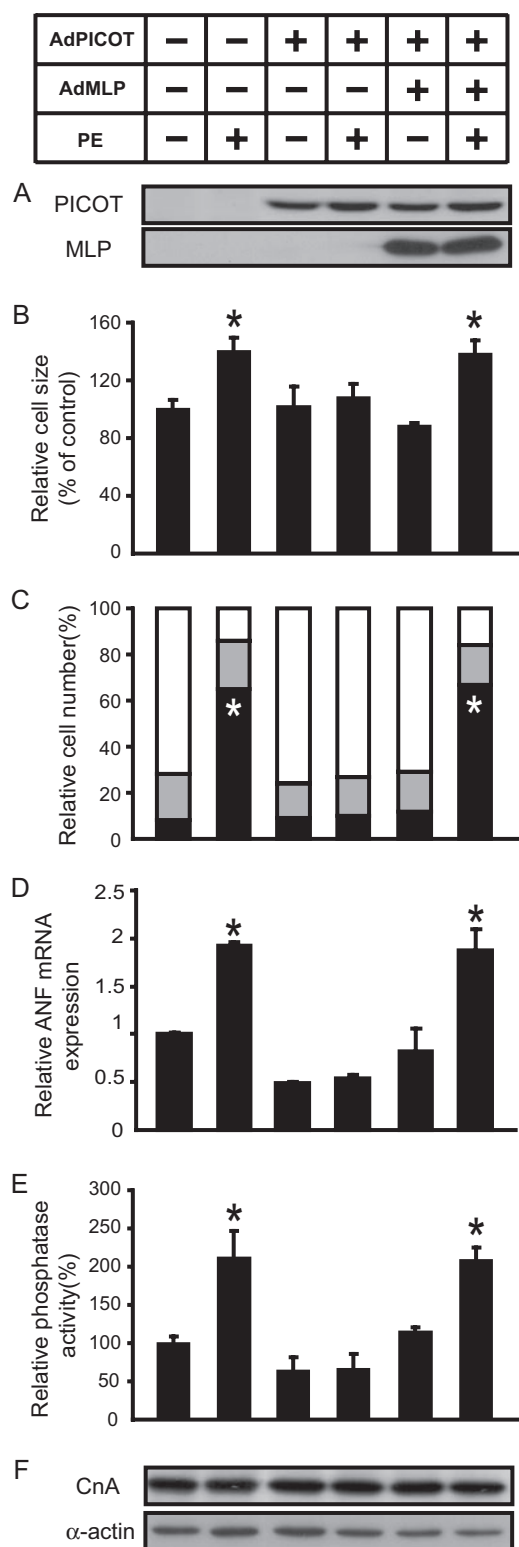 AdPICOT − − + + + +
AdMLP − − − − + +
PE − + − + − +
A
PICOT
MLP
B
Relative cell size
(% of control)
160
120
80
40
0
* *
C
Relative cell number(%)
100
80
60
40
20
0
* *
D
Relative ANF mRNA
expression
2.5
2
1.5
1
0.5
0
* *
E
Relative phosphatase
activity(%)
300
250
200
150
100
50
0
* *
F
CnA
α-actin